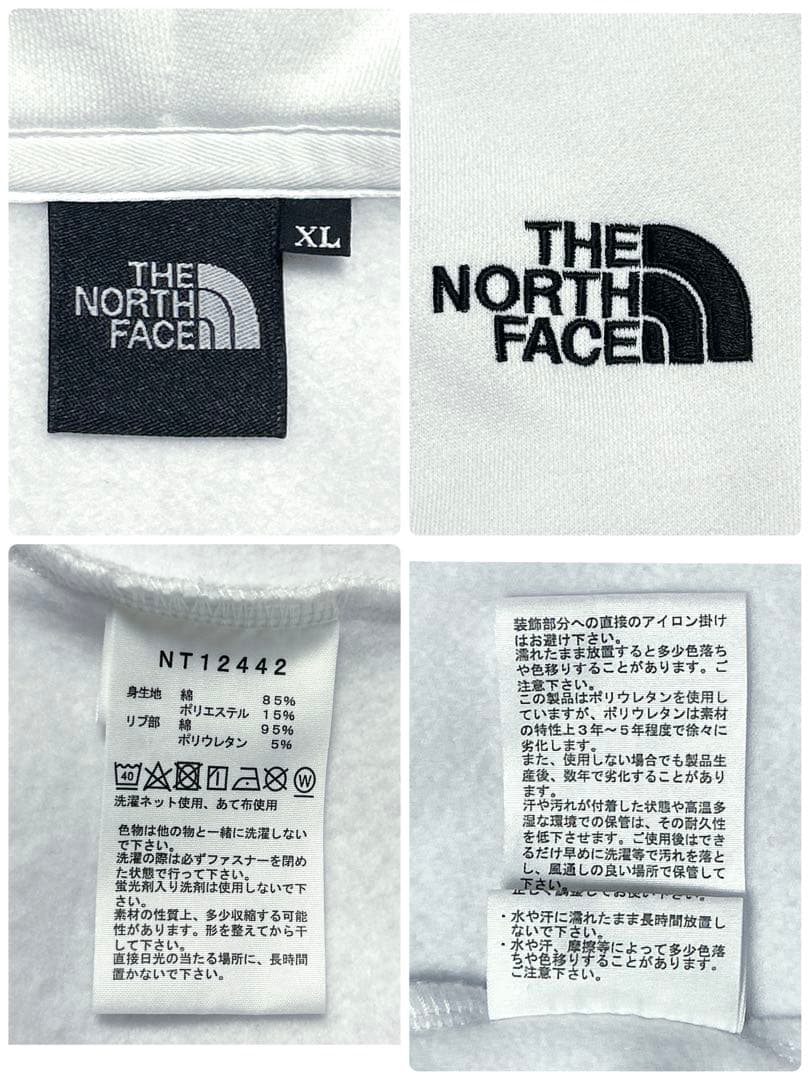 THE
NORTH
FACE
XL
THE
NORTH
FACE
NT12442
身生地 綿 85%
ポリエステル 15%
リブ部 綿 95%
ポリウレタン 5%
40 W
洗濯ネット使用、あて布使用
色物は他の物と一緒に洗濯しない
で下さい。
洗濯の際は必ずファスナーを閉め
た状態で行って下さい。
蛍光剤入り洗剤は使用しないで下
さい。
素材の性質上、多少収縮する可能
性があります。形を整えてから干
して下さい。
直接日光の当たる場所に、長時間
置かないで下さい。
装飾部分への直接のアイロン掛け
はお避け下さい。
濡れたまま放置すると多少色落ち
や色移りすることがあります。ご
注意下さい。
この製品はポリウレタンを使用し
ていますが、ポリウレタンは素材
の特性上3年～5年程度で徐々に
劣化します。
また、使用しない場合でも製品生
産後、数年で劣化することがあり
ます。
汗や汚れが付着した状態や高温多
湿な環境での保管は、その耐久性
を低下させます。ご使用後はでき
るだけ早めに洗濯等で汚れを落と
し、風通しの良い場所で保管して
下さい。
・水や汗に濡れたまま長時間放置し
ないで下さい。
・水や汗、摩擦等によって多少色落
ちや色移りすることがあります。
ご注意下さい。